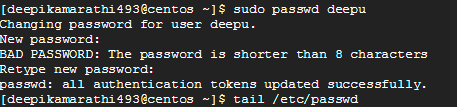 [deepikamarathi493@centos ~]$ sudo passwd deepu
Changing password for user deepu.
New password:
BAD PASSWORD: The password is shorter than 8 characters
Retype new password:
passwd: all authentication tokens updated successfully.
[deepikamarathi493@centos ~]$ tail /etc/passwd